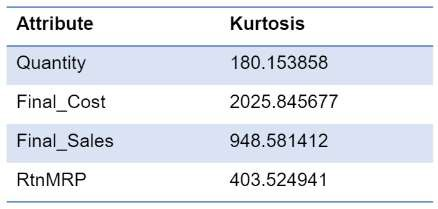 Attribute Kurtosis
Quantity 180.153858
Final_Cost 2025.845677
Final_Sales 948.581412
RtnMRP 403.524941